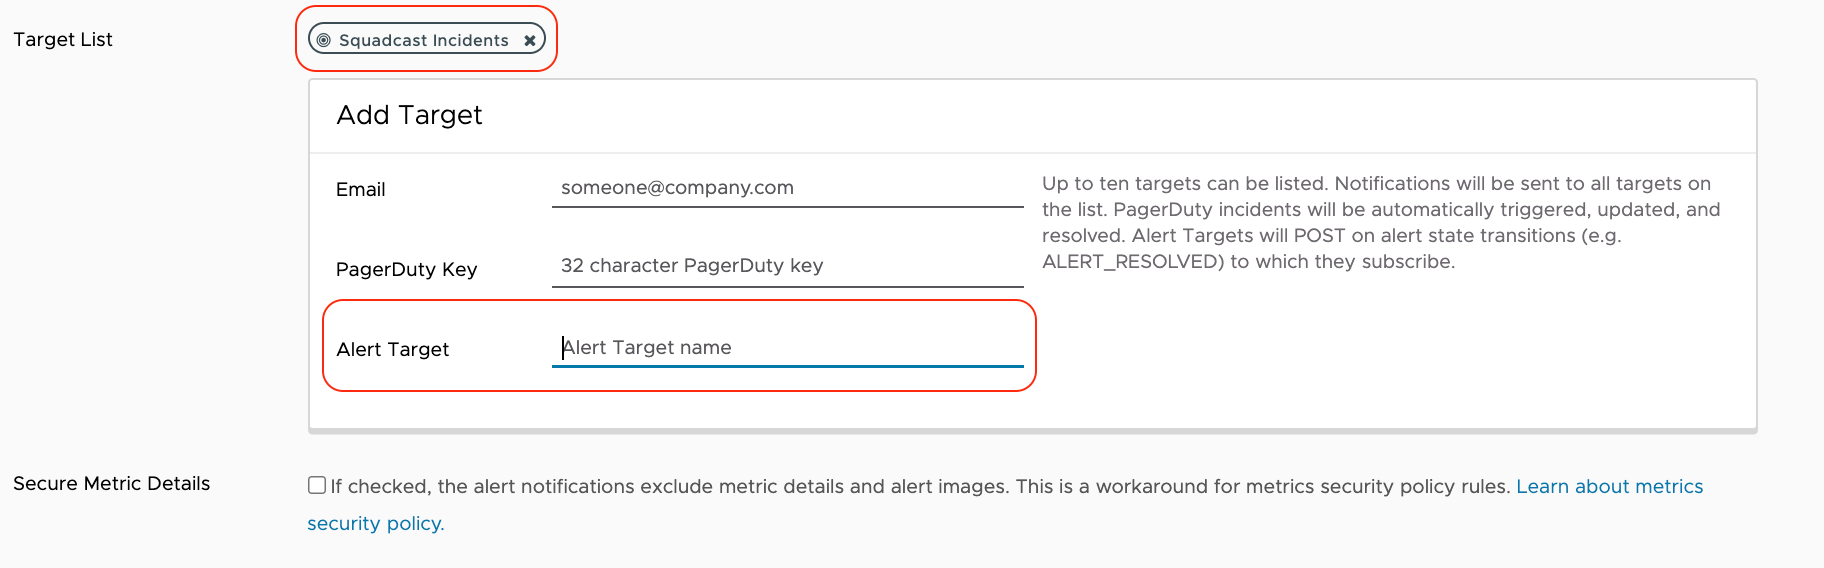 Target List
Squadcast Incidents
Add Target
Email
someone@company.com
PagerDuty Key
32 character PagerDuty key
Alert Target
Alert Target name
Up to ten targets can be listed. Notifications will be sent to all targets on
the list. PagerDuty incidents will be automatically triggered, updated, and
resolved. Alert Targets will POST on alert state transitions (e.g.
ALERT_RESOLVED) to which they subscribe.
Secure Metric Details
If checked, the alert notifications exclude metric details and alert images. This is a workaround for metrics security policy rules. Learn about metrics
security policy.